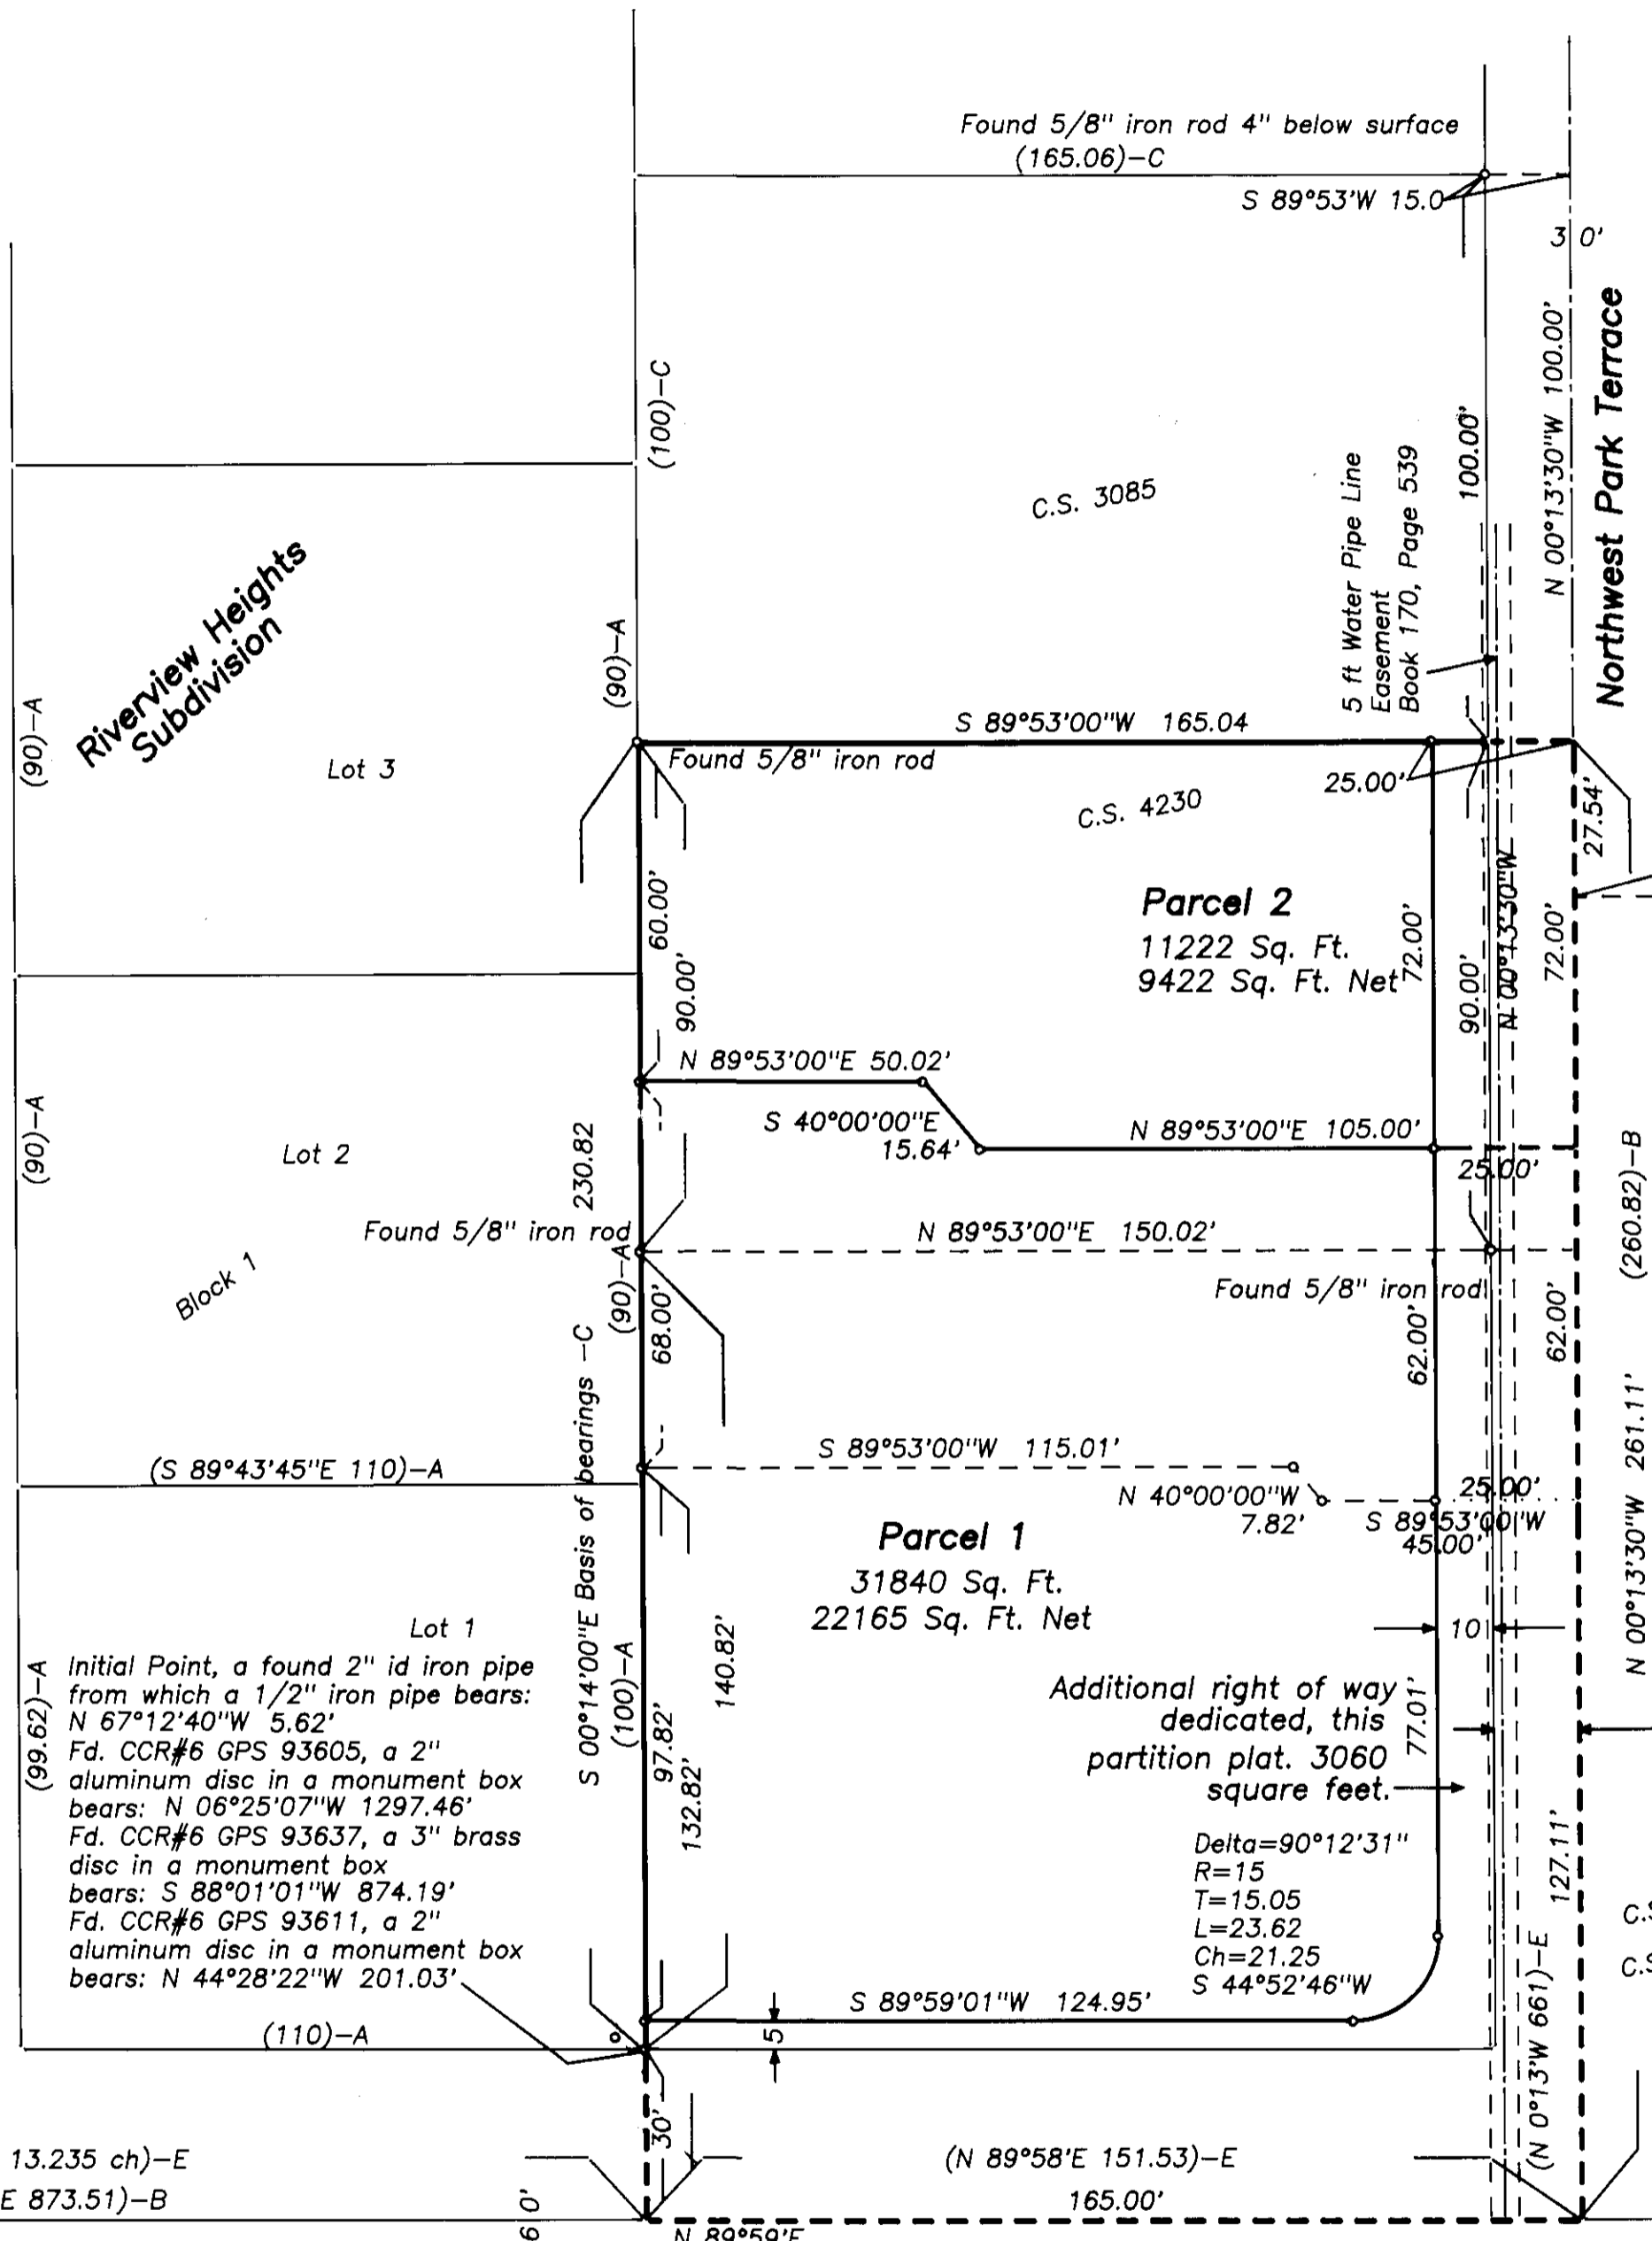 Found 5/8" iron rod 4" below surface
(165.06)-C
S 89°53'W 15.0
3 0'
N 00°13'30"W 100.00'
Northwest Park Terrace
(100)-C
C.S. 3085
100.00'
5 ft Water Pipe Line
Easement
Book 170, Page 539
Riverview Heights
Subdivision
(90)-A
(90)-A
Lot 3
S 89°53'00"W 165.04
Found 5/8" iron rod
25.00'
C.S. 4230
27.54'
60.00'
90.00'
Parcel 2
11222 Sq. Ft.
9422 Sq. Ft. Net
72.00'
90.00'
N 00°13'30"W
72.00'
N 89°53'00"E 50.02'
S 40°00'00"E
15.64'
N 89°53'00"E 105.00'
25.00'
(90)-A
Lot 2
230.82
(260.82)-B
Found 5/8" iron rod
N 89°53'00"E 150.02'
Found 5/8" iron rod
Block 1
(90)-A
68.00'
62.00'
62.00'
S 00°14'00"E Basis of bearings -C
N 00°13'30"W 261.11'
(S 89°43'45"E 110)-A
S 89°53'00"W 115.01'
N 40°00'00"W
7.82'
25.00'
S 89°53'00"W
45.00'
Parcel 1
31840 Sq. Ft.
22165 Sq. Ft. Net
10
Lot 1
Initial Point, a found 2" id iron pipe
from which a 1/2" iron pipe bears:
N 67°12'40"W 5.62'
Fd. CCR#6 GPS 93605, a 2"
aluminum disc in a monument box
bears: N 06°25'07"W 1297.46'
Fd. CCR#6 GPS 93637, a 3" brass
disc in a monument box
bears: S 88°01'01"W 874.19'
Fd. CCR#6 GPS 93611, a 2"
aluminum disc in a monument box
bears: N 44°28'22"W 201.03'
(99.62)-A
(100)-A
97.82'
132.82'
140.82'
Additional right of way
dedicated, this
partition plat. 3060
square feet.
77.01'
Delta=90°12'31"
R=15
T=15.05
L=23.62
Ch=21.25
S 44°52'46"W
127.11'
C.S
C.S
S 89°59'01"W 124.95'
5
(110)-A
30'
(N 0°13'W 661)-E
13.235 ch)-E
E 873.51)-B
6 0'
(N 89°58'E 151.53)-E
165.00'
N 89°59'E